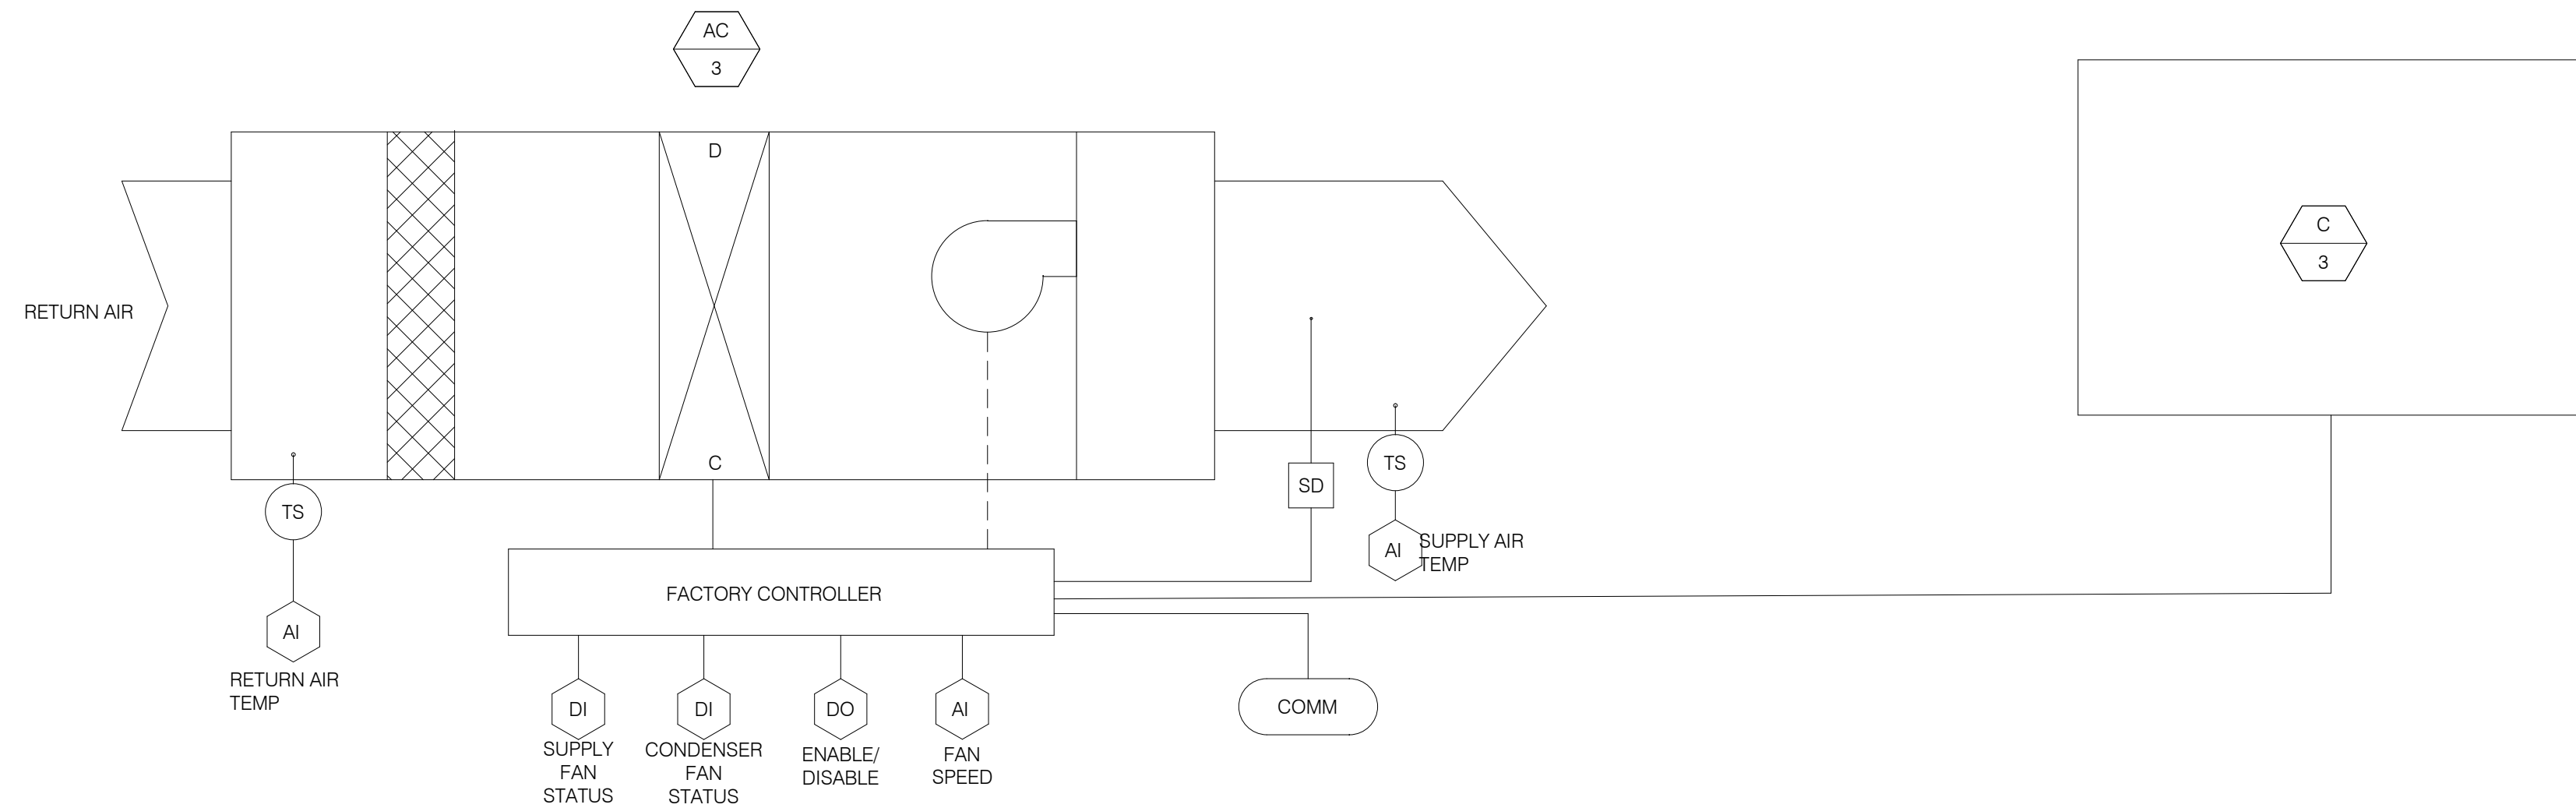 AC
3
D
C
3
RETURN AIR
C
TS
SD
TS
AI
SUPPLY AIR
TEMP
FACTORY CONTROLLER
AI
RETURN AIR
TEMP
DI
DI
DO
AI
COMM
SUPPLY
FAN
STATUS
CONDENSER
FAN
STATUS
ENABLE/
DISABLE
FAN
SPEED